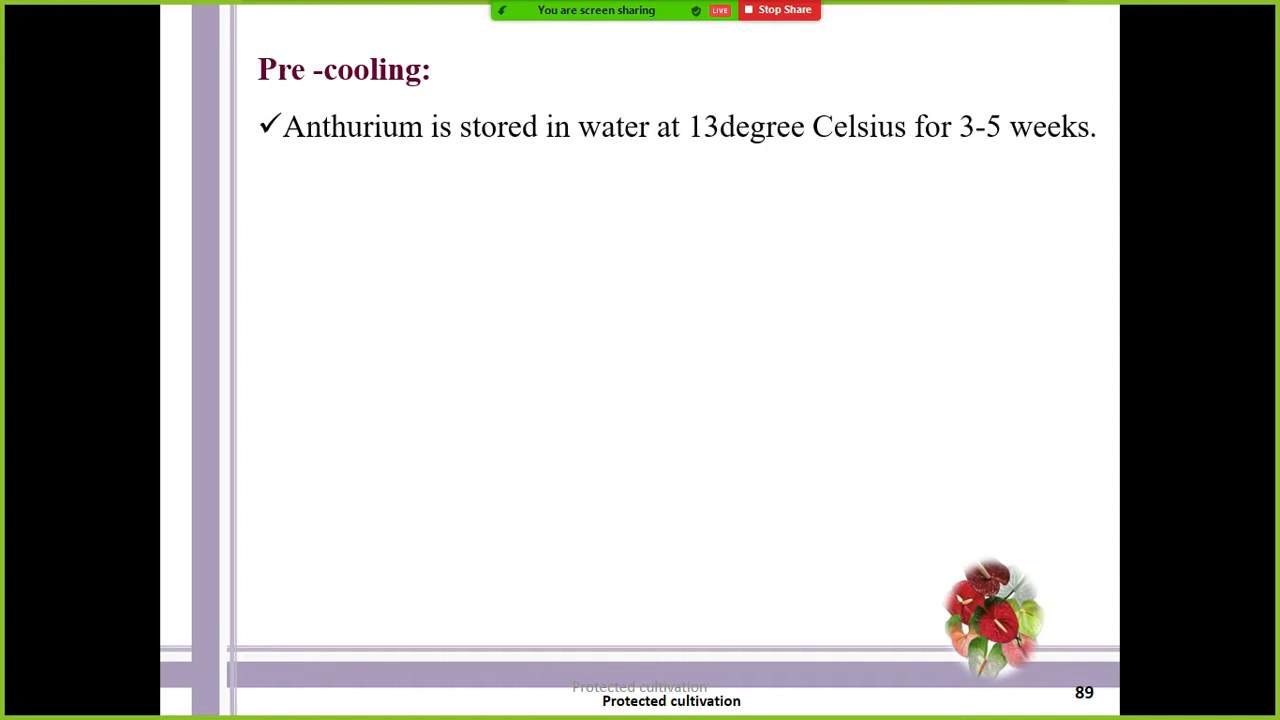 You are screen sharing LIVE Stop Share
Pre -cooling:
✓Anthurium is stored in water at 13degree Celsius for 3-5 weeks.
Protected cultivation
Protected cultivation
89